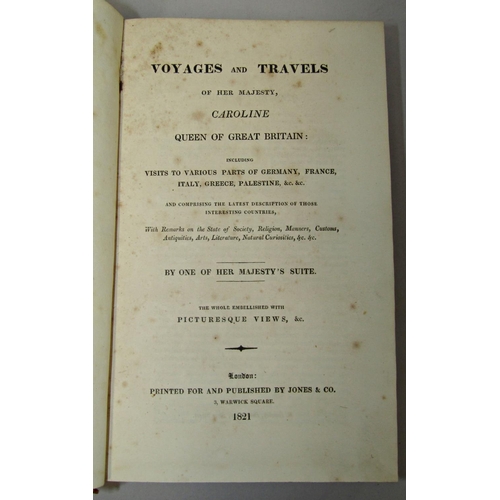 VOYAGES AND TRAVELS
OF HER MAJESTY,
CAROLINE
QUEEN OF GREAT BRITAIN:
INCLUDING
VISITS TO VARIOUS PARTS OF GERMANY, FRANCE,
ITALY, GREECE, PALESTINE, &c. &c.
AND COMPRISING THE LATEST DESCRIPTION OF THOSE
INTERESTING COUNTRIES,
With Remarks on the State of Society, Religion, Manners, Customs,
Antiquities, Arts, Literature, Natural Curiosities, &c. &c.
BY ONE OF HER MAJESTY'S SUITE.
THE WHOLE EMBELLISHED WITH
PICTURESQUE VIEWS, &c.
London:
PRINTED FOR AND PUBLISHED BY JONES & CO.
3, WARWICK SQUARE.
1821